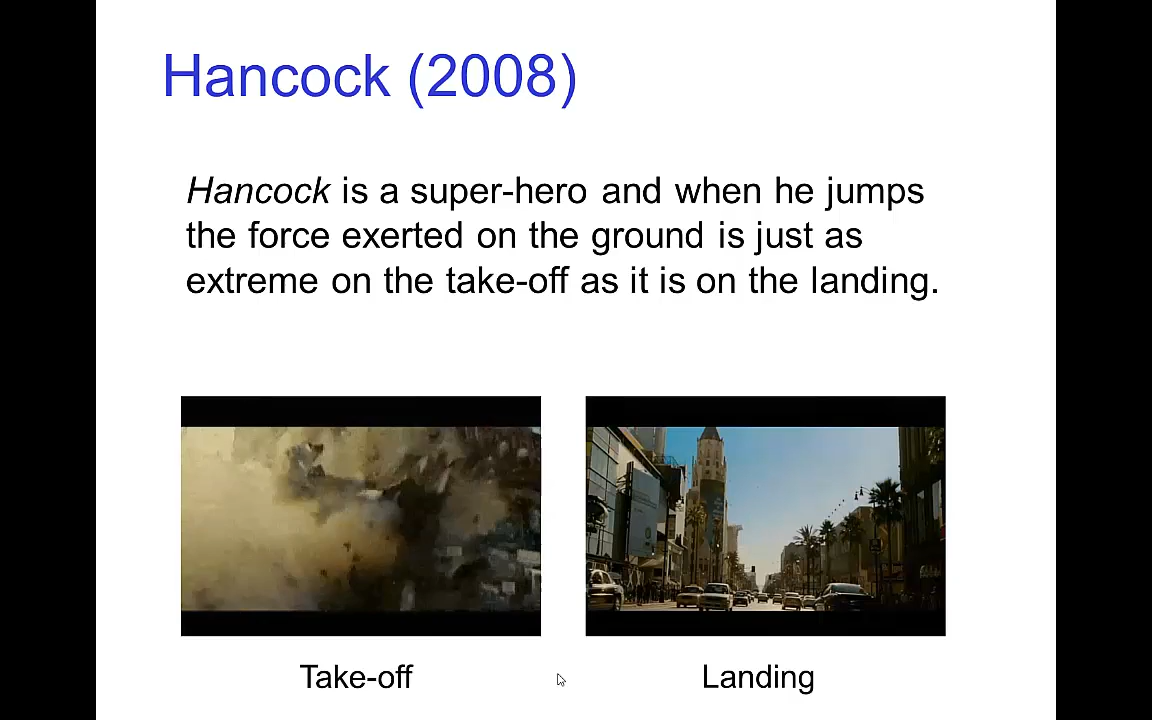 Hancock (2008)
Hancock is a super-hero and when he jumps
the force exerted on the ground is just as
extreme on the take-off as it is on the landing.
Take-off
Landing